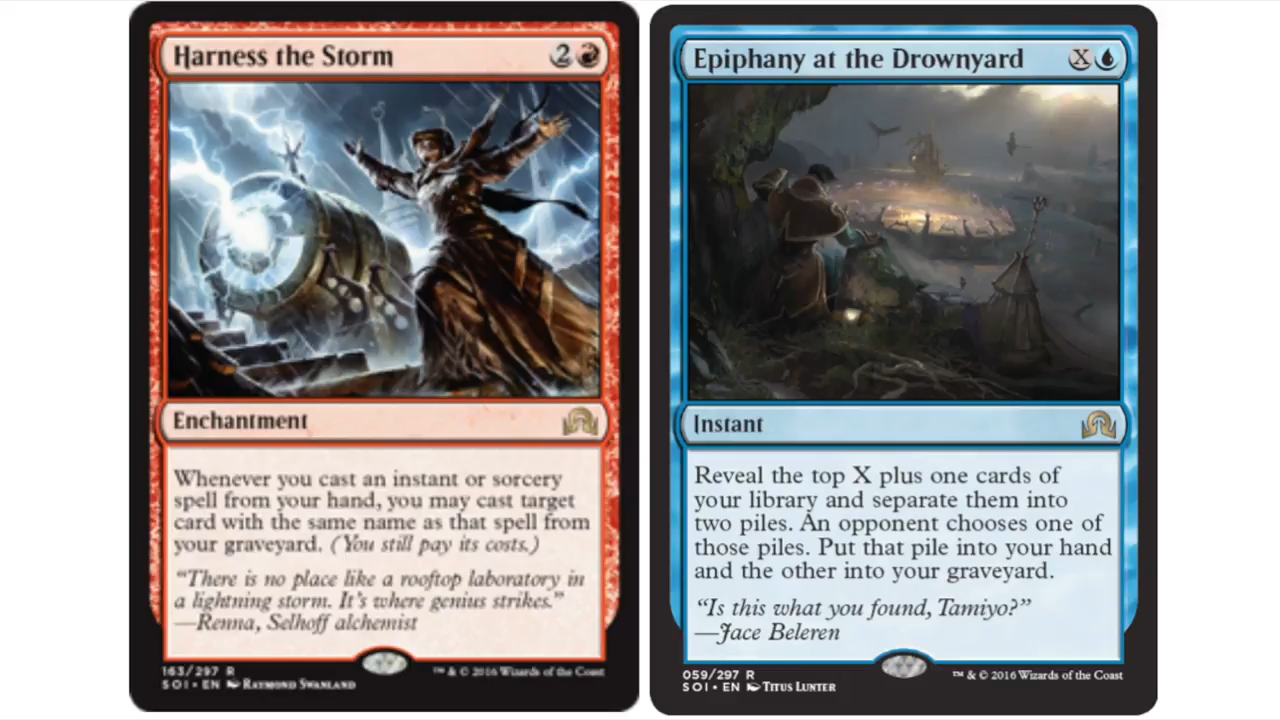 Harness the Storm 2
Enchantment
Whenever you cast an instant or sorcery
spell from your hand, you may cast target
card with the same name as that spell from
your graveyard. (You still pay its costs.)
“There is no place like a rooftop laboratory in
a lightning storm. It’s where genius strikes.”
—Renna, Selhoff alchemist
163/297 R
SOI • EN RAYMOND SWANLAND
™ & © 2016 Wizards of the Coast
Epiphany at the Drownyard X
Instant
Reveal the top X plus one cards of
your library and separate them into
two piles. An opponent chooses one of
those piles. Put that pile into your hand
and the other into your graveyard.
“Is this what you found, Tamiyo?”
—Jace Beleren
059/297 R
SOI • EN TITUS LUNTER
™ & © 2016 Wizards of the Coast